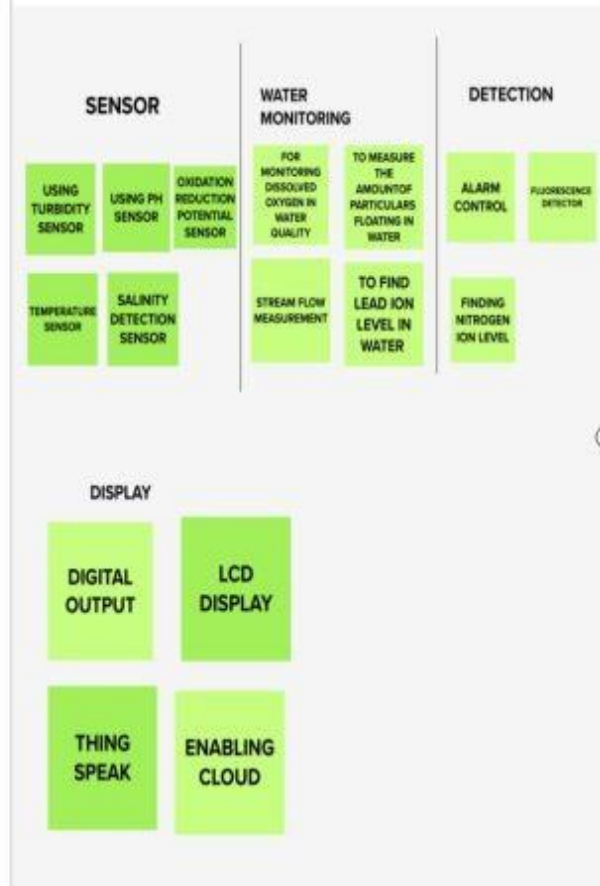 SENSOR
USING
TURBIDITY
SENSOR
USING PH
SENSOR
OXIDATION
REDUCTION
POTENTIAL
SENSOR
TEMPERATURE
SENSOR
SALINITY
DETECTION
SENSOR
WATER
MONITORING
FOR
MONITORING
DISSOLVED
OXYGEN IN
WATER
QUALITY
TO MEASURE
THE
AMOUNTOF
PARTICULARS
FLOATING IN
WATER
STREAM FLOW
MEASUREMENT
TO FIND
LEAD ION
LEVEL IN
WATER
DETECTION
ALARM
CONTROL
FLUORESCENCE
DETECTOR
FINDING
NITROGEN
ION LEVEL
DISPLAY
DIGITAL
OUTPUT
LCD
DISPLAY
THING
SPEAK
ENABLING
CLOUD